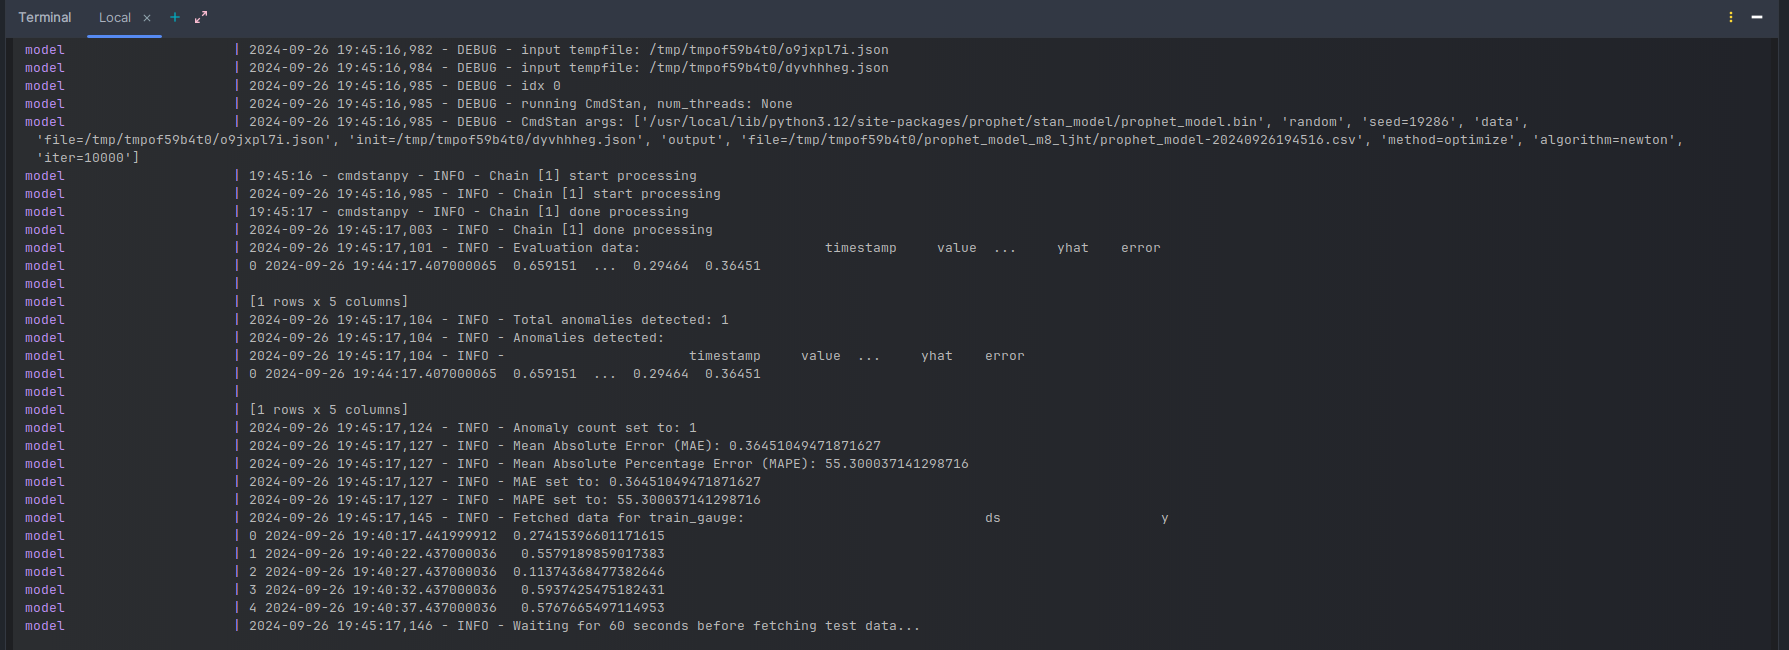 Terminal Local × +
model | 2024-09-26 19:45:16,982 - DEBUG - input tempfile: /tmp/tmpof59b4t0/o9jxpl7i.json
model | 2024-09-26 19:45:16,984 - DEBUG - input tempfile: /tmp/tmpof59b4t0/dyvhhheg.json
model | 2024-09-26 19:45:16,985 - DEBUG - idx 0
model | 2024-09-26 19:45:16,985 - DEBUG - running CmdStan, num_threads: None
model | 2024-09-26 19:45:16,985 - DEBUG - CmdStan args: ['/usr/local/lib/python3.12/site-packages/prophet/stan_model/prophet_model.bin', 'random', 'seed=19286', 'data',
'file=/tmp/tmpof59b4t0/o9jxpl7i.json', 'init=/tmp/tmpof59b4t0/dyvhhheg.json', 'output', 'file=/tmp/tmpof59b4t0/prophet_model_m8_ljht/prophet_model-20240926194516.csv', 'method=optimize', 'algorithm=newton',
'iter=10000']
model | 19:45:16 - cmdstanpy - INFO - Chain [1] start processing
model | 2024-09-26 19:45:16,985 - INFO - Chain [1] start processing
model | 19:45:17 - cmdstanpy - INFO - Chain [1] done processing
model | 2024-09-26 19:45:17,003 - INFO - Chain [1] done processing
model | 2024-09-26 19:45:17,101 - INFO - Evaluation data: timestamp value ... yhat error
model | 0 2024-09-26 19:44:17.407000065 0.659151 ... 0.29464 0.36451
model |
model | [1 rows x 5 columns]
model | 2024-09-26 19:45:17,104 - INFO - Total anomalies detected: 1
model | 2024-09-26 19:45:17,104 - INFO - Anomalies detected:
model | 2024-09-26 19:45:17,104 - INFO - timestamp value ... yhat error
model | 0 2024-09-26 19:44:17.407000065 0.659151 ... 0.29464 0.36451
model |
model | [1 rows x 5 columns]
model | 2024-09-26 19:45:17,124 - INFO - Anomaly count set to: 1
model | 2024-09-26 19:45:17,127 - INFO - Mean Absolute Error (MAE): 0.36451049471871627
model | 2024-09-26 19:45:17,127 - INFO - Mean Absolute Percentage Error (MAPE): 55.300037141298716
model | 2024-09-26 19:45:17,127 - INFO - MAE set to: 0.36451049471871627
model | 2024-09-26 19:45:17,127 - INFO - MAPE set to: 55.300037141298716
model | 2024-09-26 19:45:17,145 - INFO - Fetched data for train_gauge: ds y
model | 0 2024-09-26 19:40:17.441999912 0.27415396601171615
model | 1 2024-09-26 19:40:22.437000036 0.5579189859017383
model | 2 2024-09-26 19:40:27.437000036 0.11374368477382646
model | 3 2024-09-26 19:40:32.437000036 0.5937425475182431
model | 4 2024-09-26 19:40:37.437000036 0.5767665497114953
model | 2024-09-26 19:45:17,146 - INFO - Waiting for 60 seconds before fetching test data...